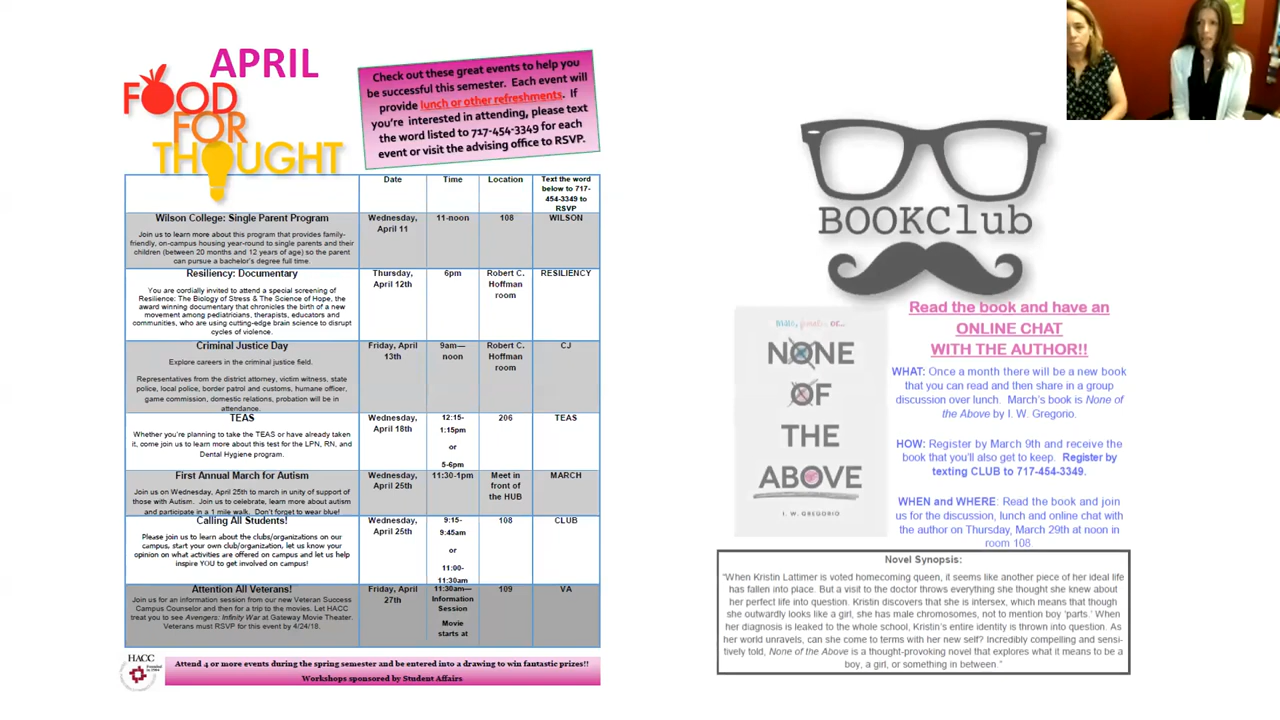 APRIL
FOOD
FOR
THOUGHT
Check out these great events to help you
be successful this semester. Each event will
provide lunch or other refreshments. If
you're interested in attending, please text
the word listed to 717-454-3349 for each
event or visit the advising office to RSVP.
Date
Time
Location
Text the word
below to 717-
454-3349 to
RSVP
Wilson College: Single Parent Program
Join us to learn more about this program that provides family-
friendly, on-campus housing year-round to single parents and their
children (between 20 months and 12 years of age) so the parent
can pursue a bachelor's degree full time.
Wednesday,
April 11
11-noon
108
WILSON
Resiliency: Documentary
You are cordially invited to attend a special screening of
Resilience: The Biology of Stress & The Science of Hope, the
award winning documentary that chronicles the birth of a new
movement among pediatricians, therapists, educators and
communities, who are using cutting-edge brain science to disrupt
cycles of violence.
Thursday,
April 12th
6pm
Robert C.
Hoffman
room
RESILIENCY
Criminal Justice Day
Explore careers in the criminal justice field.
Representatives from the district attorney, victim witness, state
police, local police, border patrol and customs, humane officer,
game commission, domestic relations, probation will be in
attendance.
Friday, April
13th
9am—
noon
Robert C.
Hoffman
room
CJ
TEAS
Whether you're planning to take the TEAS or have already taken
it, come join us to learn more about this test for the LPN, RN, and
Dental Hygiene program.
Wednesday,
April 18th
12:15-
1:15pm
or
5-6pm
206
TEAS
First Annual March for Autism
Join us on Wednesday, April 25th to march in unity of support of
those with Autism. Join us to celebrate, learn more about autism
and participate in a 1 mile walk. Don't forget to wear blue!
Wednesday,
April 25th
11:30-1pm
Meet in
front of
the HUB
MARCH
Calling All Students!
Please join us to learn about the clubs/organizations on our
campus, start your own club/organization, let us know your
opinion on what activities are offered on campus and let us help
inspire YOU to get involved on campus!
Wednesday,
April 25th
9:15-
9:45am
or
11:00-
11:30am
108
CLUB
Attention All Veterans!
Join us for an information session from our new Veteran Success
Campus Counselor and then for a trip to the movies. Let HACC
treat you to see Avengers: Infinity War at Gateway Movie Theater.
Veterans must RSVP for this event by 4/24/18.
Friday, April
27th
11:30am—
Information
Session
Movie
starts at
109
VA
HACC
Attend 4 or more events during the spring semester and be entered into a drawing to win fantastic prizes!!
Workshops sponsored by Student Affairs
BOOKClub
Male, female or...
NONE
OF
THE
ABOVE
I. W. GREGORIO
Read the book and have an
ONLINE CHAT
WITH THE AUTHOR!!
WHAT: Once a month there will be a new book
that you can read and then share in a group
discussion over lunch. March's book is None of
the Above by I. W. Gregorio.
HOW: Register by March 9th and receive the
book that you'll also get to keep. Register by
texting CLUB to 717-454-3349.
WHEN and WHERE: Read the book and join
us for the discussion, lunch and online chat with
the author on Thursday, March 29th at noon in
room 108.
Novel Synopsis:
"When Kristin Lattimer is voted homecoming queen, it seems like another piece of her ideal life
has fallen into place. But a visit to the doctor throws everything she thought she knew about
her perfect life into question. Kristin discovers that she is intersex, which means that though
she outwardly looks like a girl, she has male chromosomes, not to mention boy 'parts.' When
her diagnosis is leaked to the whole school, Kristin's entire identity is thrown into question. As
her world unravels, can she come to terms with her new self? Incredibly compelling and sensi-
tively told, None of the Above is a thought-provoking novel that explores what it means to be a
boy, a girl, or something in between."